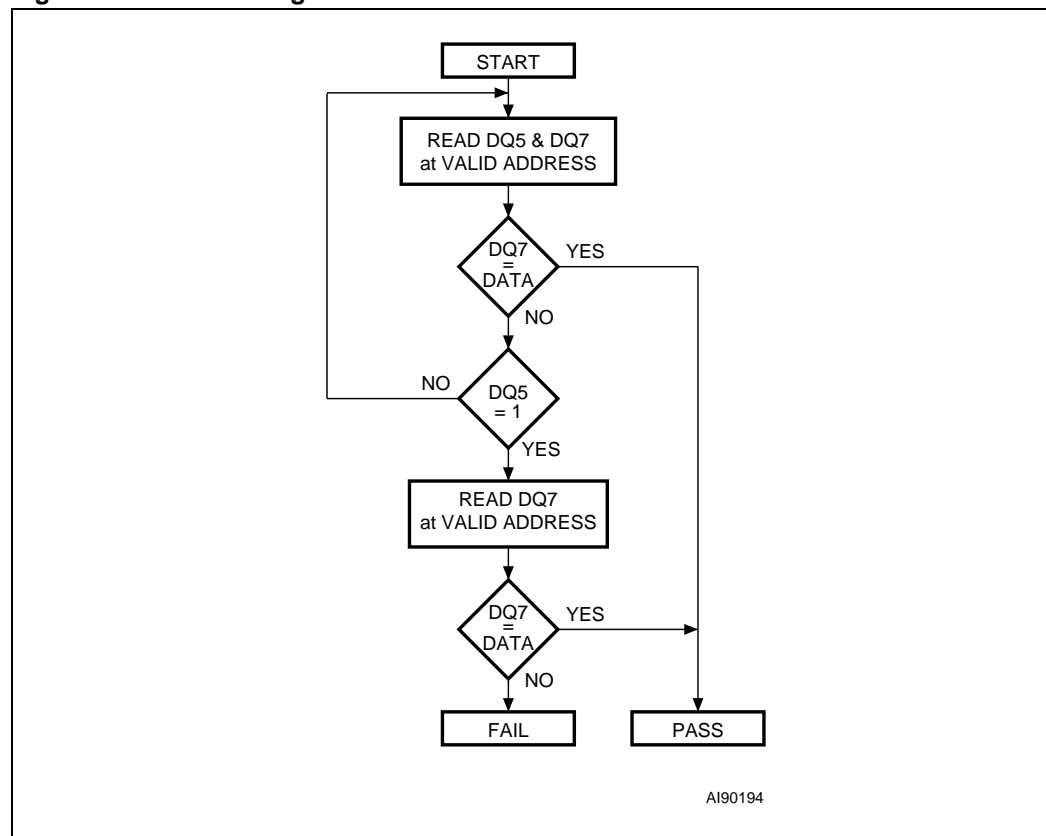 START
READ DQ5 & DQ7
at VALID ADDRESS
DQ7
=
DATA
YES
NO
DQ5
= 1
NO
YES
READ DQ7
at VALID ADDRESS
DQ7
=
DATA
YES
NO
FAIL
PASS
AI90194